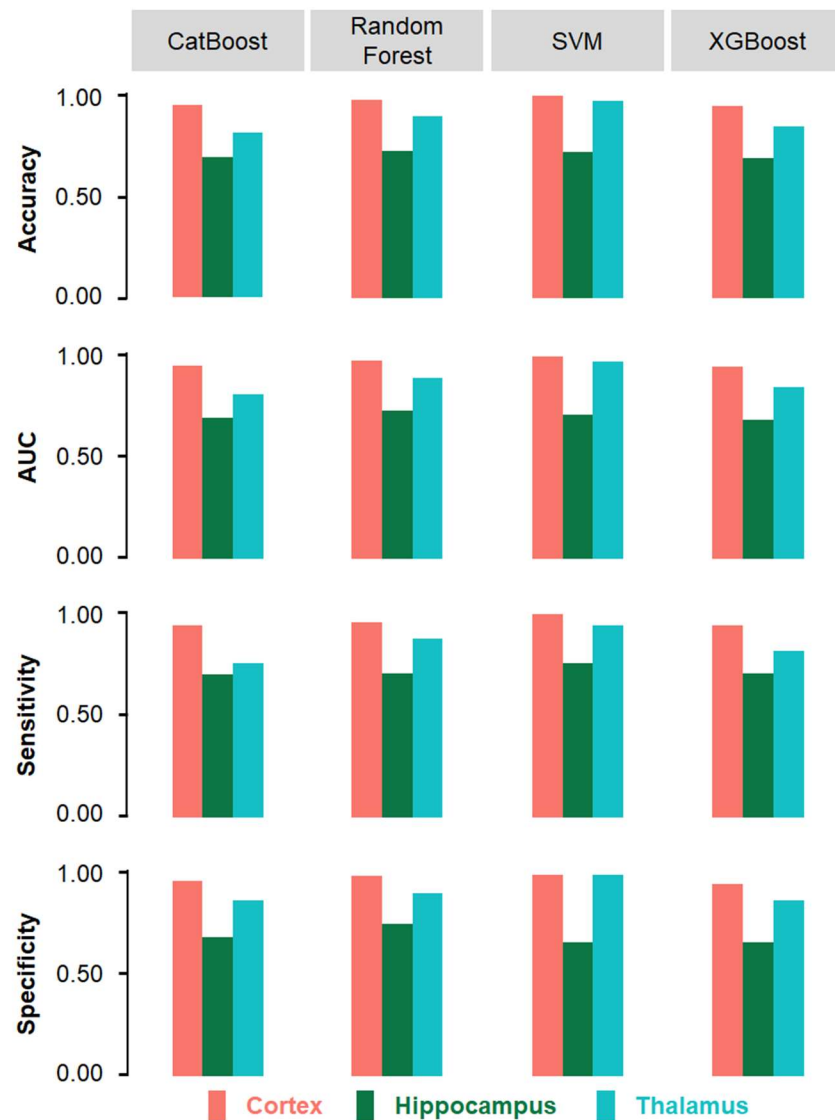 CatBoost
Random
Forest
SVM
XGBoost
Accuracy
1.00
0.50
0.00
AUC
1.00
0.50
0.00
Sensitivity
1.00
0.50
0.00
Specificity
1.00
0.50
0.00
Cortex Hippocampus Thalamus